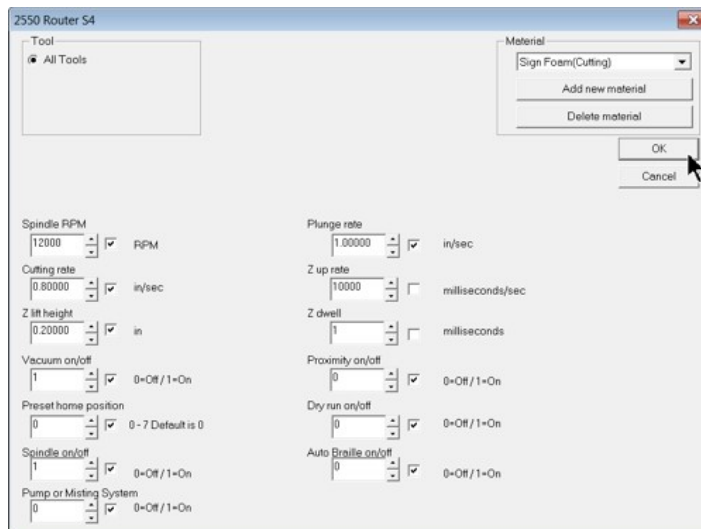 2550 Router S4
Tool
All Tools
Material
Sign Foam(Cutting)
Add new material
Delete material
OK
Cancel
Spindle RPM
12000
RPM
Plunge rate
1.00000
in/sec
Cutting rate
0.80000
in/sec
Z up rate
10000
milliseconds/sec
Z lift height
0.20000
in
Z dwell
1
milliseconds
Vacuum on/off
1
0=Off / 1=On
Proximity on/off
0
0=Off / 1=On
Preset home position
0
0 - 7 Default is 0
Dry run on/off
0
0=Off / 1=On
Spindle on/off
1
0=Off / 1=On
Auto Braille on/off
0
0=Off / 1=On
Pump or Misting System
0
0=Off / 1=On